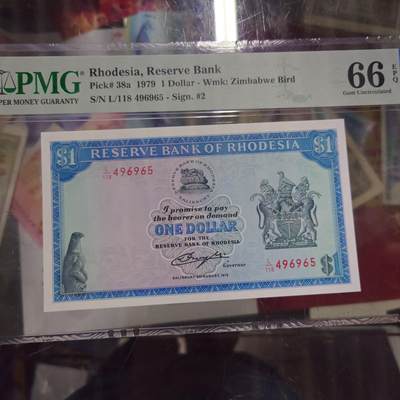 PMG
PAPER MONEY GUARANTY
Rhodesia, Reserve Bank
Pick# 38a 1979 1 Dollar - Wmk: Zimbabwe Bird
S/N L/118 496965 - Sign. #2
66 EPQ
Gem Uncirculated
$1 RESERVE BANK OF RHODESIA
L/118 496965
I promise to pay
the bearer on demand
ONE DOLLAR
FOR THE
RESERVE BANK OF RHODESIA
Governor
L/118 496965
$1